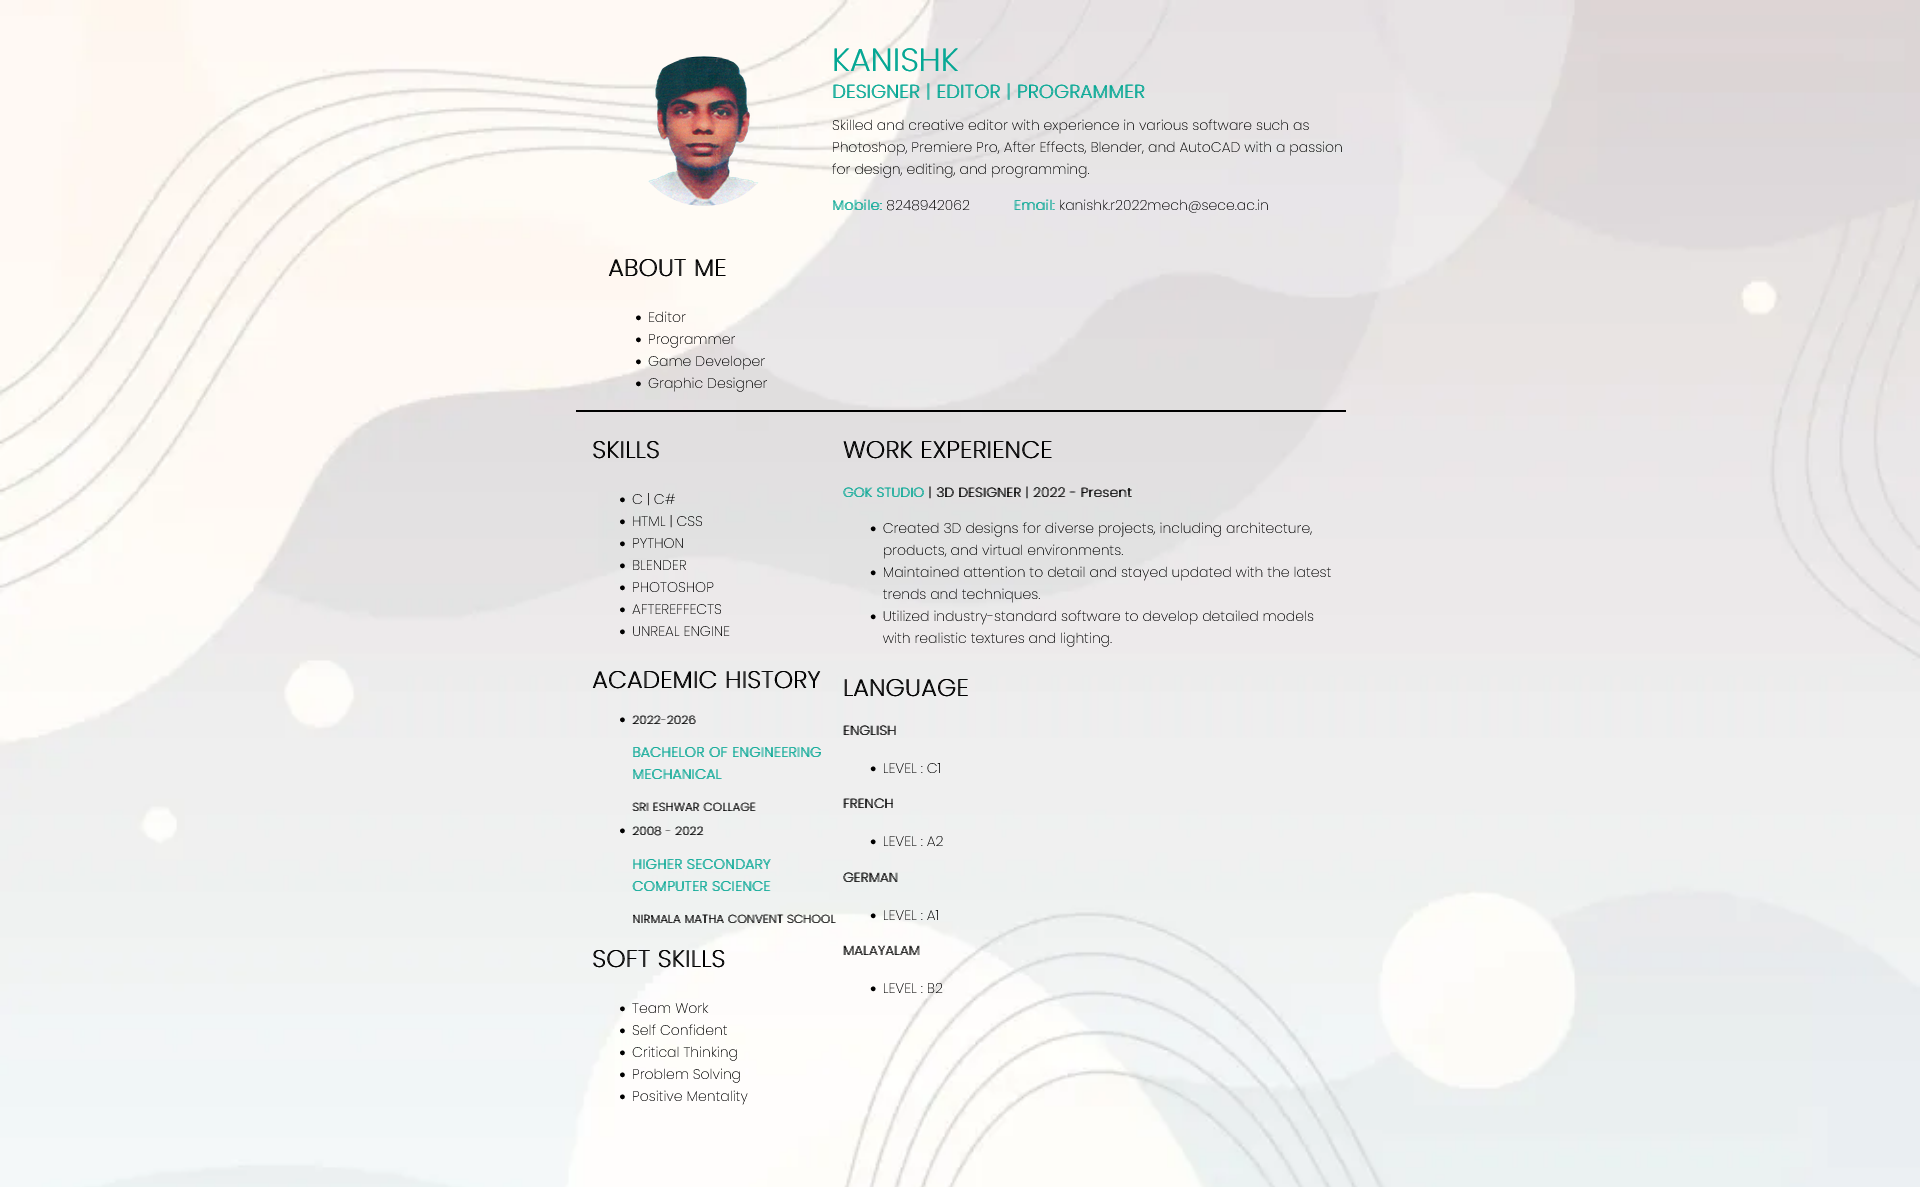 KANISHK
DESIGNER | EDITOR | PROGRAMMER
Skilled and creative editor with experience in various software such as
Photoshop, Premiere Pro, After Effects, Blender, and AutoCAD with a passion
for design, editing, and programming.
Mobile: 8248942062 Email: kanishk.r2022mech@sece.ac.in
ABOUT ME
• Editor
• Programmer
• Game Developer
• Graphic Designer
SKILLS
• C | C#
• HTML | CSS
• PYTHON
• BLENDER
• PHOTOSHOP
• AFTEREFFECTS
• UNREAL ENGINE
ACADEMIC HISTORY
• 2022-2026
BACHELOR OF ENGINEERING
MECHANICAL
SRI ESHWAR COLLAGE
• 2008 - 2022
HIGHER SECONDARY
COMPUTER SCIENCE
NIRMALA MATHA CONVENT SCHOOL
SOFT SKILLS
• Team Work
• Self Confident
• Critical Thinking
• Problem Solving
• Positive Mentality
WORK EXPERIENCE
GOK STUDIO | 3D DESIGNER | 2022 - Present
• Created 3D designs for diverse projects, including architecture,
products, and virtual environments.
• Maintained attention to detail and stayed updated with the latest
trends and techniques.
• Utilized industry-standard software to develop detailed models
with realistic textures and lighting.
LANGUAGE
ENGLISH
• LEVEL : C1
FRENCH
• LEVEL : A2
GERMAN
• LEVEL : A1
MALAYALAM
• LEVEL : B2